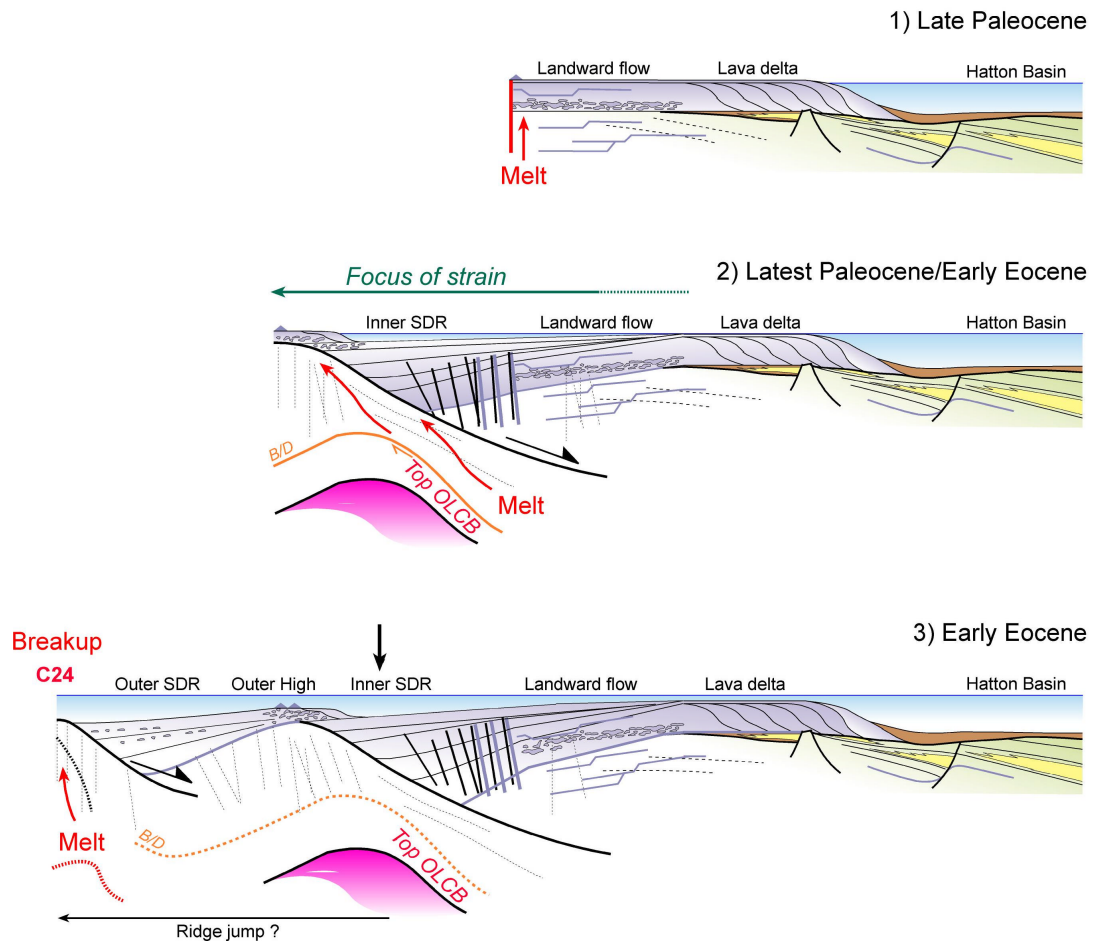 1) Late Paleocene
Landward flow
Lava delta
Hatton Basin
Melt
2) Latest Paleocene/Early Eocene
Focus of strain
Inner SDR
Landward flow
Lava delta
Hatton Basin
B/D
Top OLCB
Melt
3) Early Eocene
Breakup
C24
Outer SDR
Outer High
Inner SDR
Landward flow
Lava delta
Hatton Basin
Melt
B/D
Top OLCB
Ridge jump ?